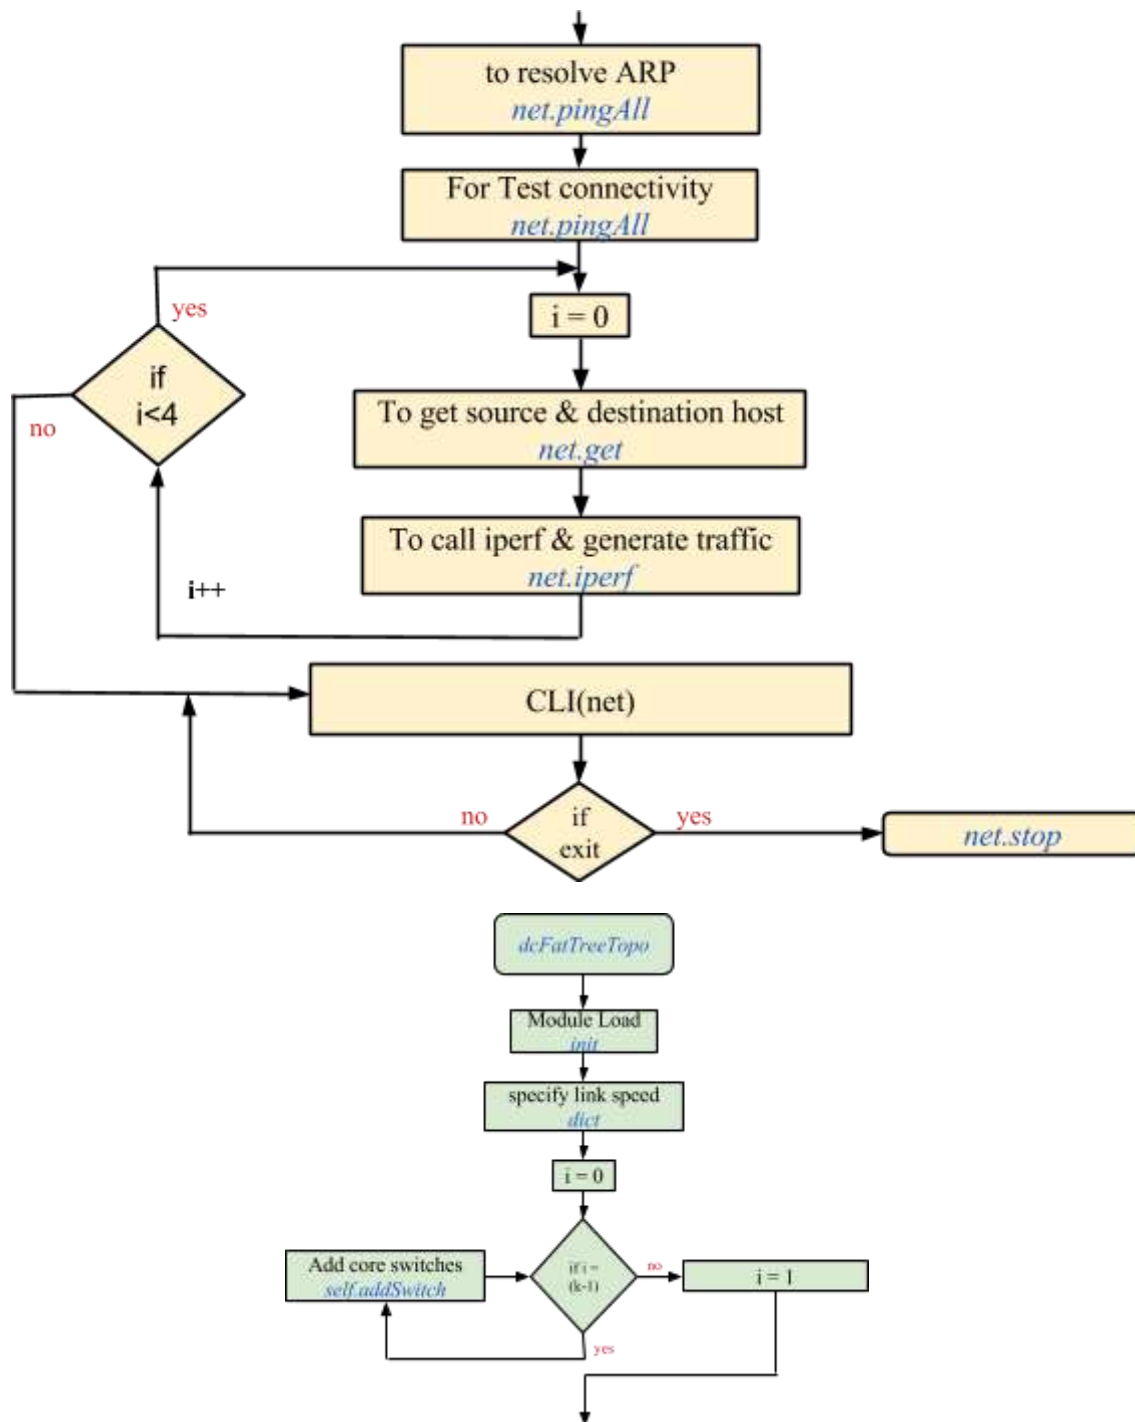 to resolve ARP
net.pingAll
For Test connectivity
net.pingAll
yes
i = 0
if
i<4
no
To get source & destination host
net.get
To call iperf & generate traffic
net.iperf
i++
CLI(net)
no
if
exit
yes
net.stop
dcFatTreeTopo
Module Load
init
specify link speed
dict
i = 0
Add core switches
self.addSwitch
if i =
(k-1)
no
i = 1
yes